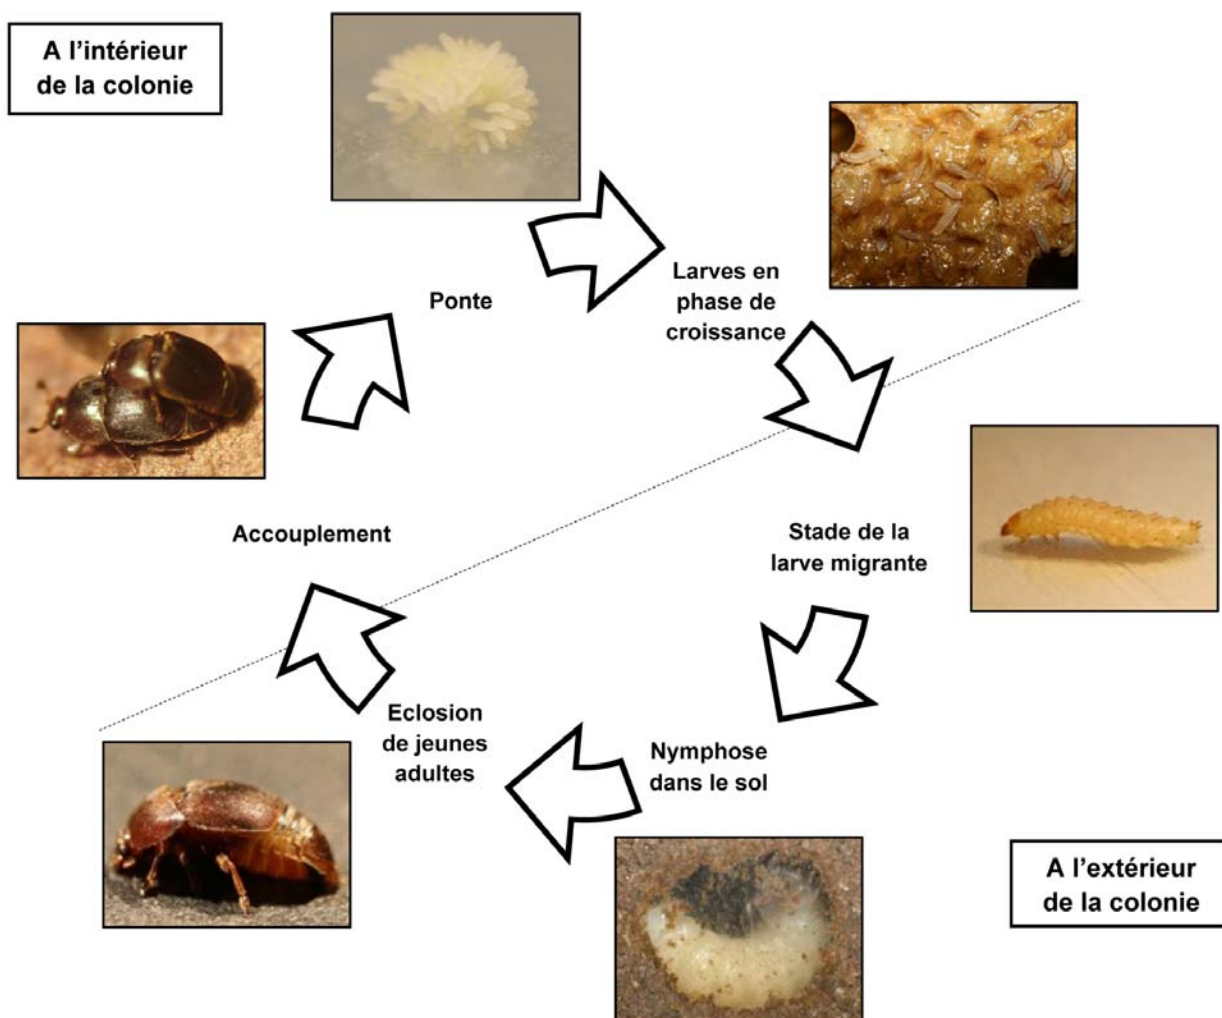 A l'intérieur
de la colonie
Ponte
Larves en
phase de
croissance
Accouplement
Stade de la
larve migrante
Eclosion
de jeunes
adultes
Nymphose
dans le sol
A l'extérieur
de la colonie